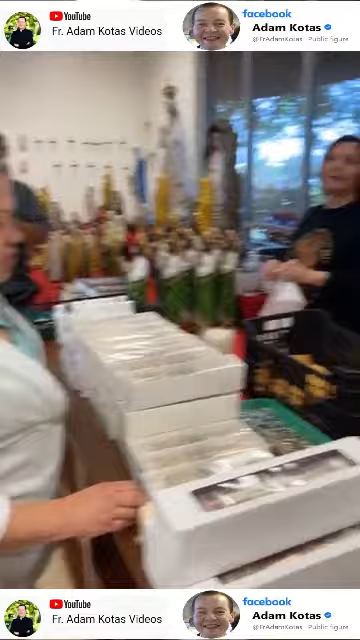 YouTube
Fr. Adam Kotas Videos
facebook
Adam Kotas
@FrAdamKotas · Public figure
YouTube
Fr. Adam Kotas Videos
facebook
Adam Kotas
@FrAdamKotas · Public figure